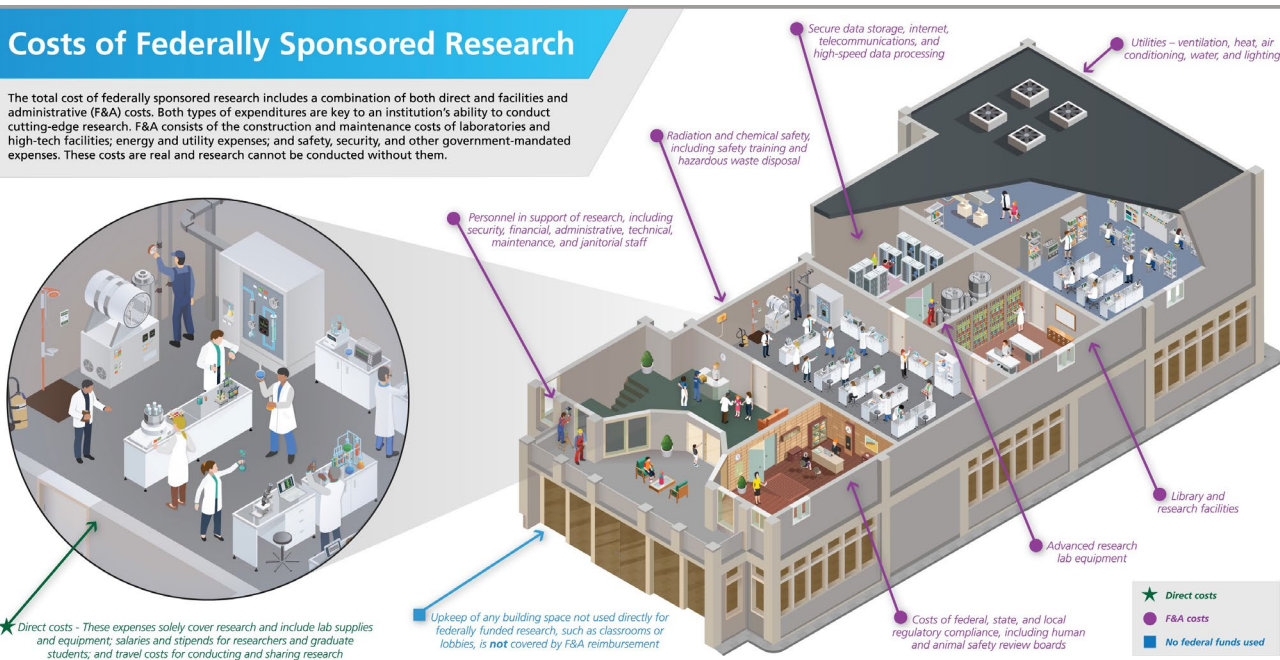 Costs of Federally Sponsored Research
The total cost of federally sponsored research includes a combination of both direct and facilities and
administrative (F&A) costs. Both types of expenditures are key to an institution's ability to conduct
cutting-edge research. F&A consists of the construction and maintenance costs of laboratories and
high-tech facilities; energy and utility expenses; and safety, security, and other government-mandated
expenses. These costs are real and research cannot be conducted without them.
Secure data storage, internet,
telecommunications, and
high-speed data processing
Utilities – ventilation, heat, air
conditioning, water, and lighting
Radiation and chemical safety,
including safety training and
hazardous waste disposal
Personnel in support of research, including
security, financial, administrative, technical,
maintenance, and janitorial staff
Library and
research facilities
Advanced research
lab equipment
Costs of federal, state, and local
regulatory compliance, including human
and animal safety review boards
Upkeep of any building space not used directly for
federally funded research, such as classrooms or
lobbies, is not covered by F&A reimbursement
Direct costs - These expenses solely cover research and include lab supplies
and equipment; salaries and stipends for researchers and graduate
students; and travel costs for conducting and sharing research
Direct costs
F&A costs
No federal funds used